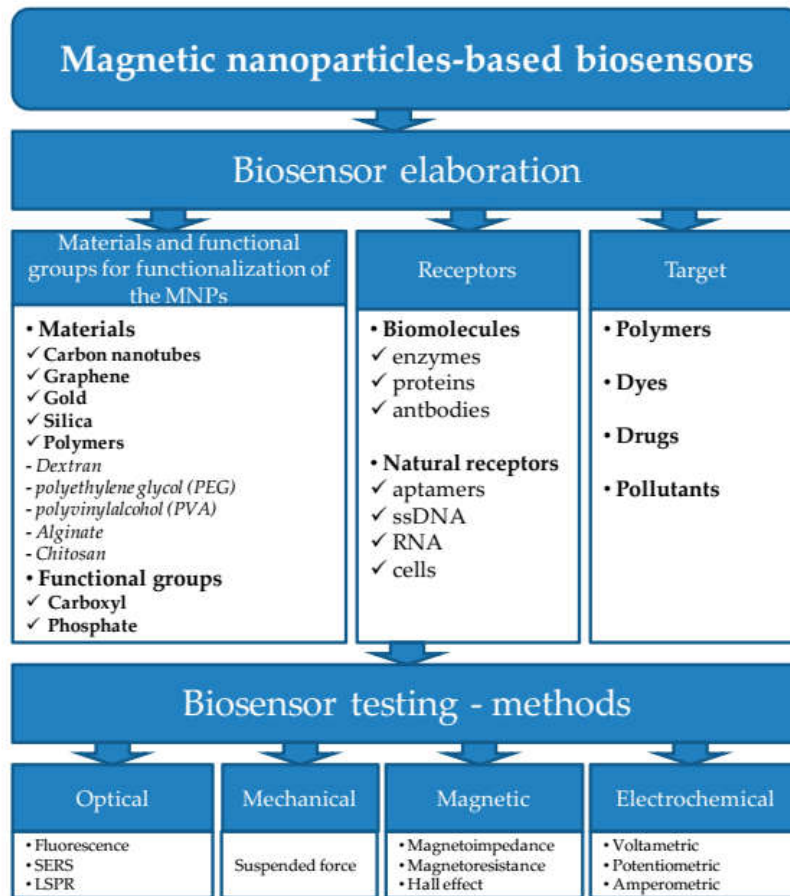 Magnetic nanoparticles-based biosensors
Biosensor elaboration
Materials and functional
groups for functionalization of
the MNPs
• Materials
✓ Carbon nanotubes
✓ Graphene
✓ Gold
✓ Silica
✓ Polymers
- Dextran
- polyethylene glycol (PEG)
- polyvinylalcohol (PVA)
- Alginate
- Chitosan
• Functional groups
✓ Carboxyl
✓ Phosphate
Receptors
• Biomolecules
✓ enzymes
✓ proteins
✓ antbodies
• Natural receptors
✓ aptamers
✓ ssDNA
✓ RNA
✓ cells
Target
• Polymers
• Dyes
• Drugs
• Pollutants
Biosensor testing - methods
Optical
• Fluorescence
• SERS
• LSPR
Mechanical
Suspended force
Magnetic
• Magnetoimpedance
• Magnetoresistance
• Hall effect
Electrochemical
• Voltametric
• Potentiometric
• Amperometric